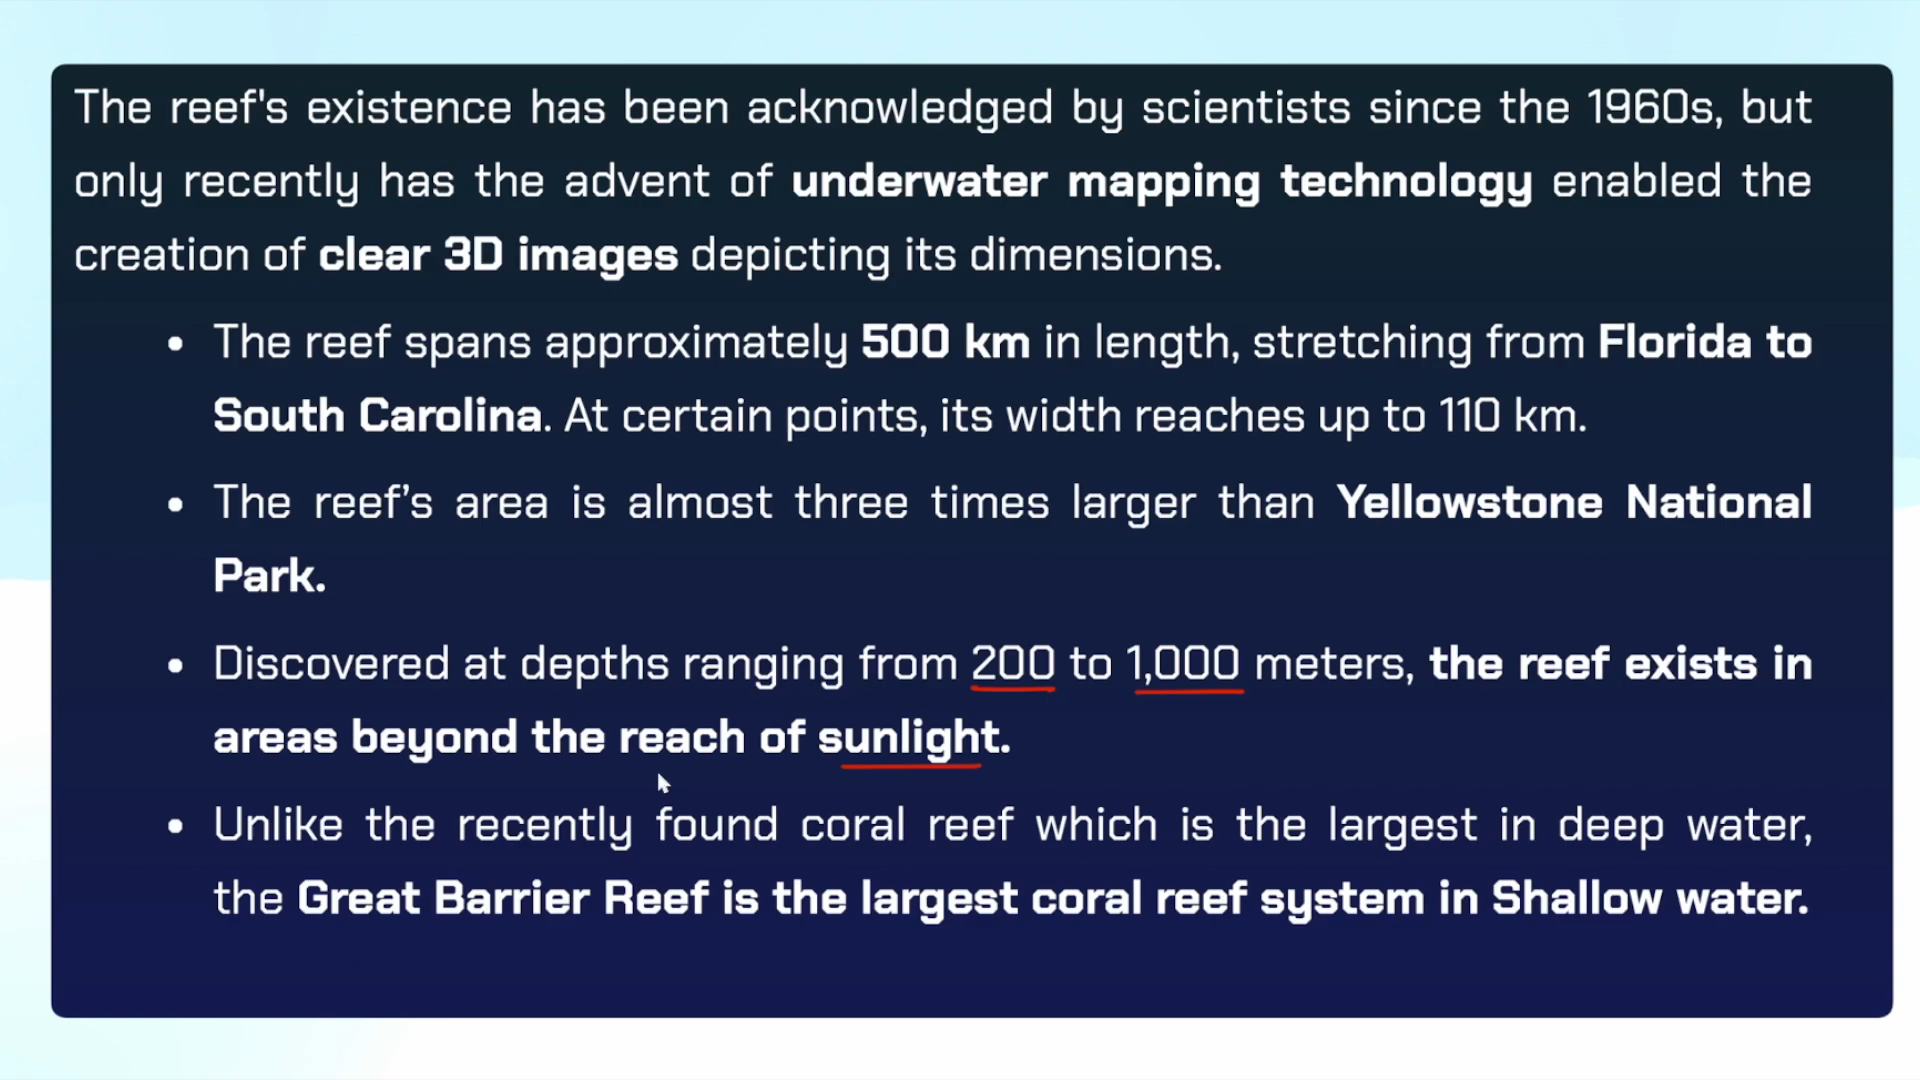 The reef's existence has been acknowledged by scientists since the 1960s, but
only recently has the advent of underwater mapping technology enabled the
creation of clear 3D images depicting its dimensions.
• The reef spans approximately 500 km in length, stretching from Florida to
South Carolina. At certain points, its width reaches up to 110 km.
• The reef’s area is almost three times larger than Yellowstone National
Park.
• Discovered at depths ranging from 200 to 1,000 meters, the reef exists in
areas beyond the reach of sunlight.
• Unlike the recently found coral reef which is the largest in deep water,
the Great Barrier Reef is the largest coral reef system in Shallow water.